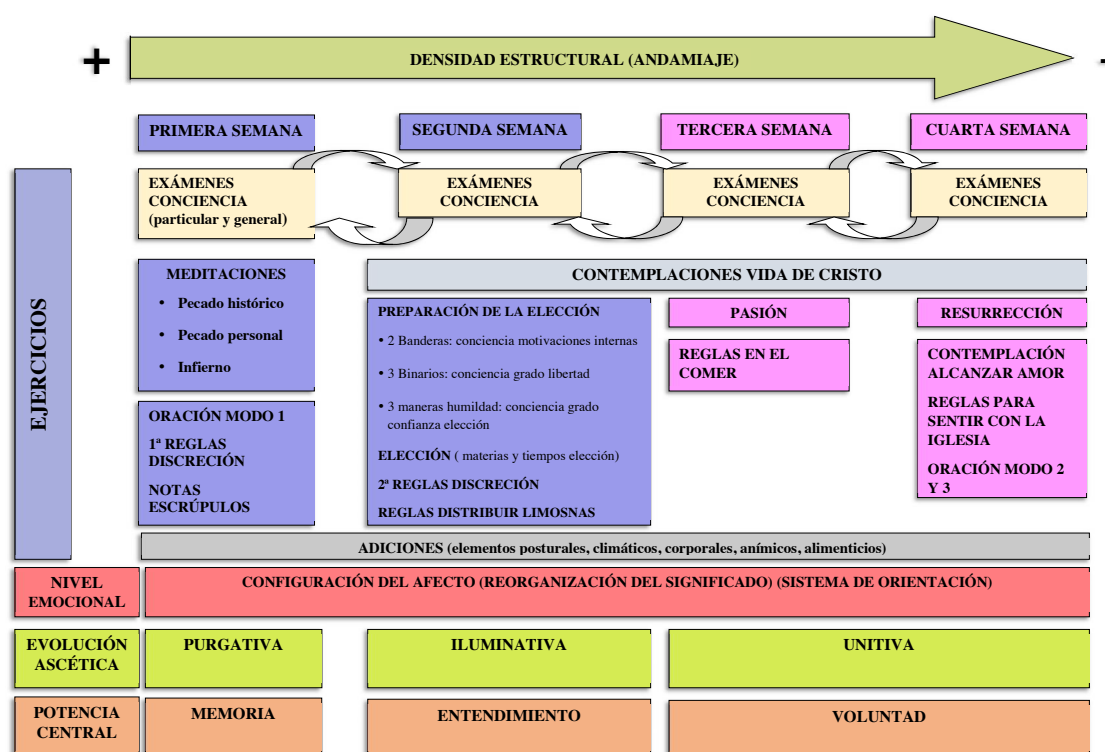 +
DENSIDAD ESTRUCTURAL (ANDAMIAJE)
PRIMERA SEMANA
SEGUNDA SEMANA
TERCERA SEMANA
CUARTA SEMANA
EJERCICIOS
EXÁMENES
CONCIENCIA
(particular y general)
EXÁMENES
CONCIENCIA
EXÁMENES
CONCIENCIA
EXÁMENES
CONCIENCIA
MEDITACIONES
• Pecado histórico
• Pecado personal
• Infierno
ORACIÓN MODO 1
1ª REGLAS
DISCRECIÓN
NOTAS
ESCRÚPULOS
CONTEMPLACIONES VIDA DE CRISTO
PREPARACIÓN DE LA ELECCIÓN
• 2 Banderas: conciencia motivaciones internas
• 3 Binarios: conciencia grado libertad
• 3 maneras humildad: conciencia grado
confianza elección
ELECCIÓN ( materias y tiempos elección)
2ª REGLAS DISCRECIÓN
REGLAS DISTRIBUIR LIMOSNAS
PASIÓN
REGLAS EN EL
COMER
RESURRECCIÓN
CONTEMPLACIÓN
ALCANZAR AMOR
REGLAS PARA
SENTIR CON LA
IGLESIA
ORACIÓN MODO 2
Y 3
ADICIONES (elementos posturales, climáticos, corporales, anímicos, alimenticios)
NIVEL
EMOCIONAL
CONFIGURACIÓN DEL AFECTO (REORGANIZACIÓN DEL SIGNIFICADO) (SISTEMA DE ORIENTACIÓN)
EVOLUCIÓN
ASCÉTICA
PURGATIVA
ILUMINATIVA
UNITIVA
POTENCIA
CENTRAL
MEMORIA
ENTENDIMIENTO
VOLUNTAD